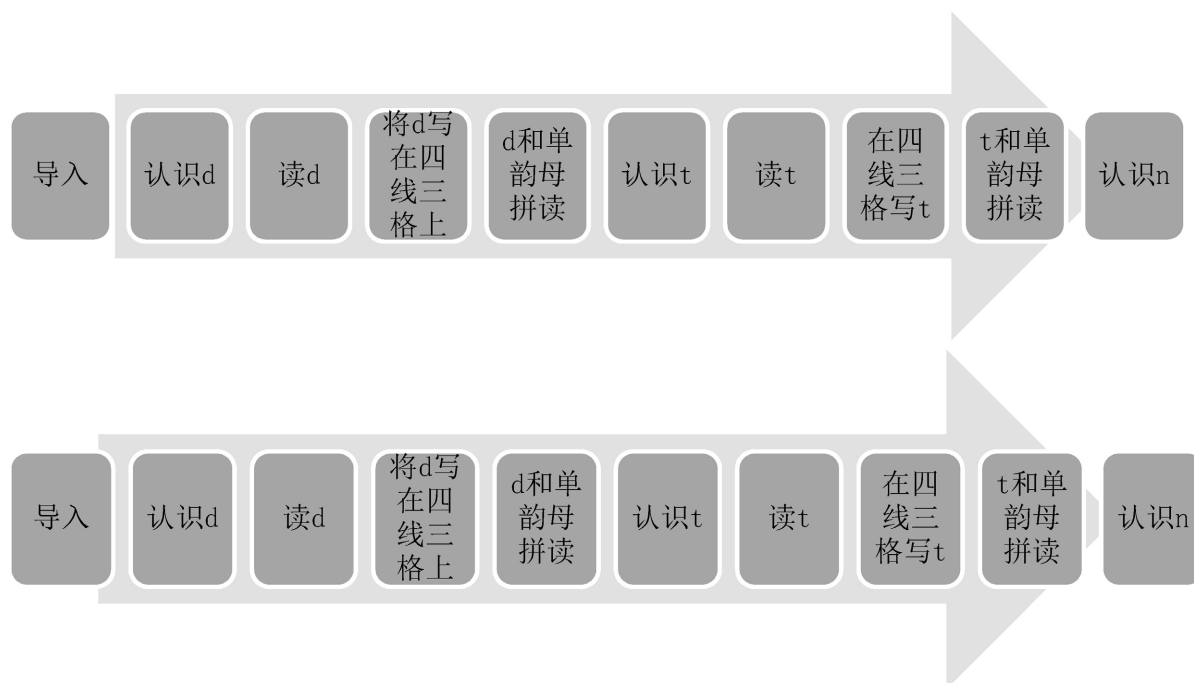 导入
认识d
读d
将d写
在四
线三
格上
d和单
韵母
拼读
认识t
读t
在四
线三
格写t
t和单
韵母
拼读
认识n
导入
认识d
读d
将d写
在四
线三
格上
d和单
韵母
拼读
认识t
读t
在四
线三
格写t
t和单
韵母
拼读
认识n